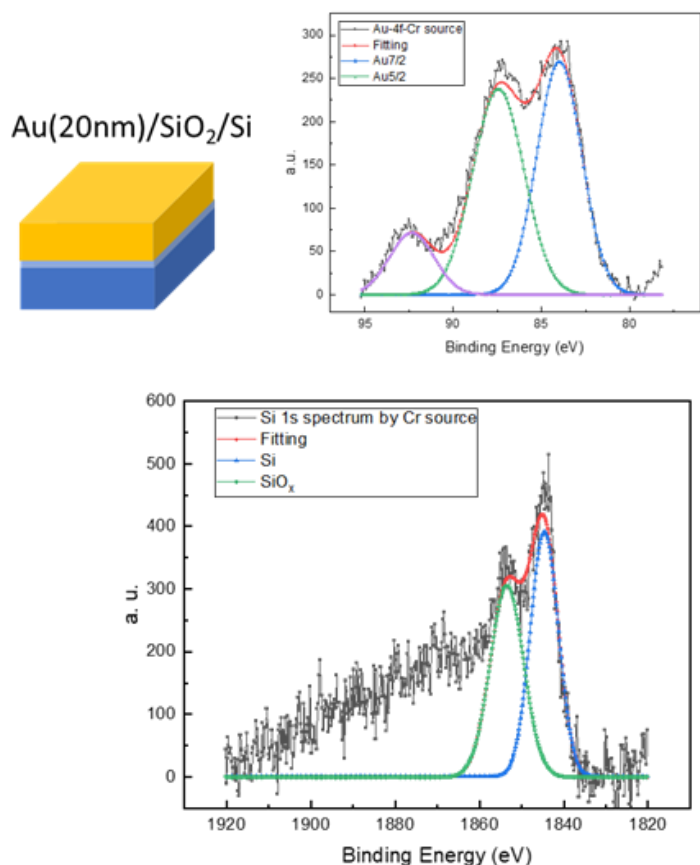 Au(20nm)/SiO₂/Si
Au-4f-Cr source
Fitting
Au7/2
Au5/2
300
250
200
150
100
50
0
a.u.
95 90 85 80
Binding Energy (eV)
Si 1s spectrum by Cr source
Fitting
Si
SiOₓ
600
500
400
300
200
100
0
a. u.
1920 1900 1880 1860 1840 1820
Binding Energy (eV)